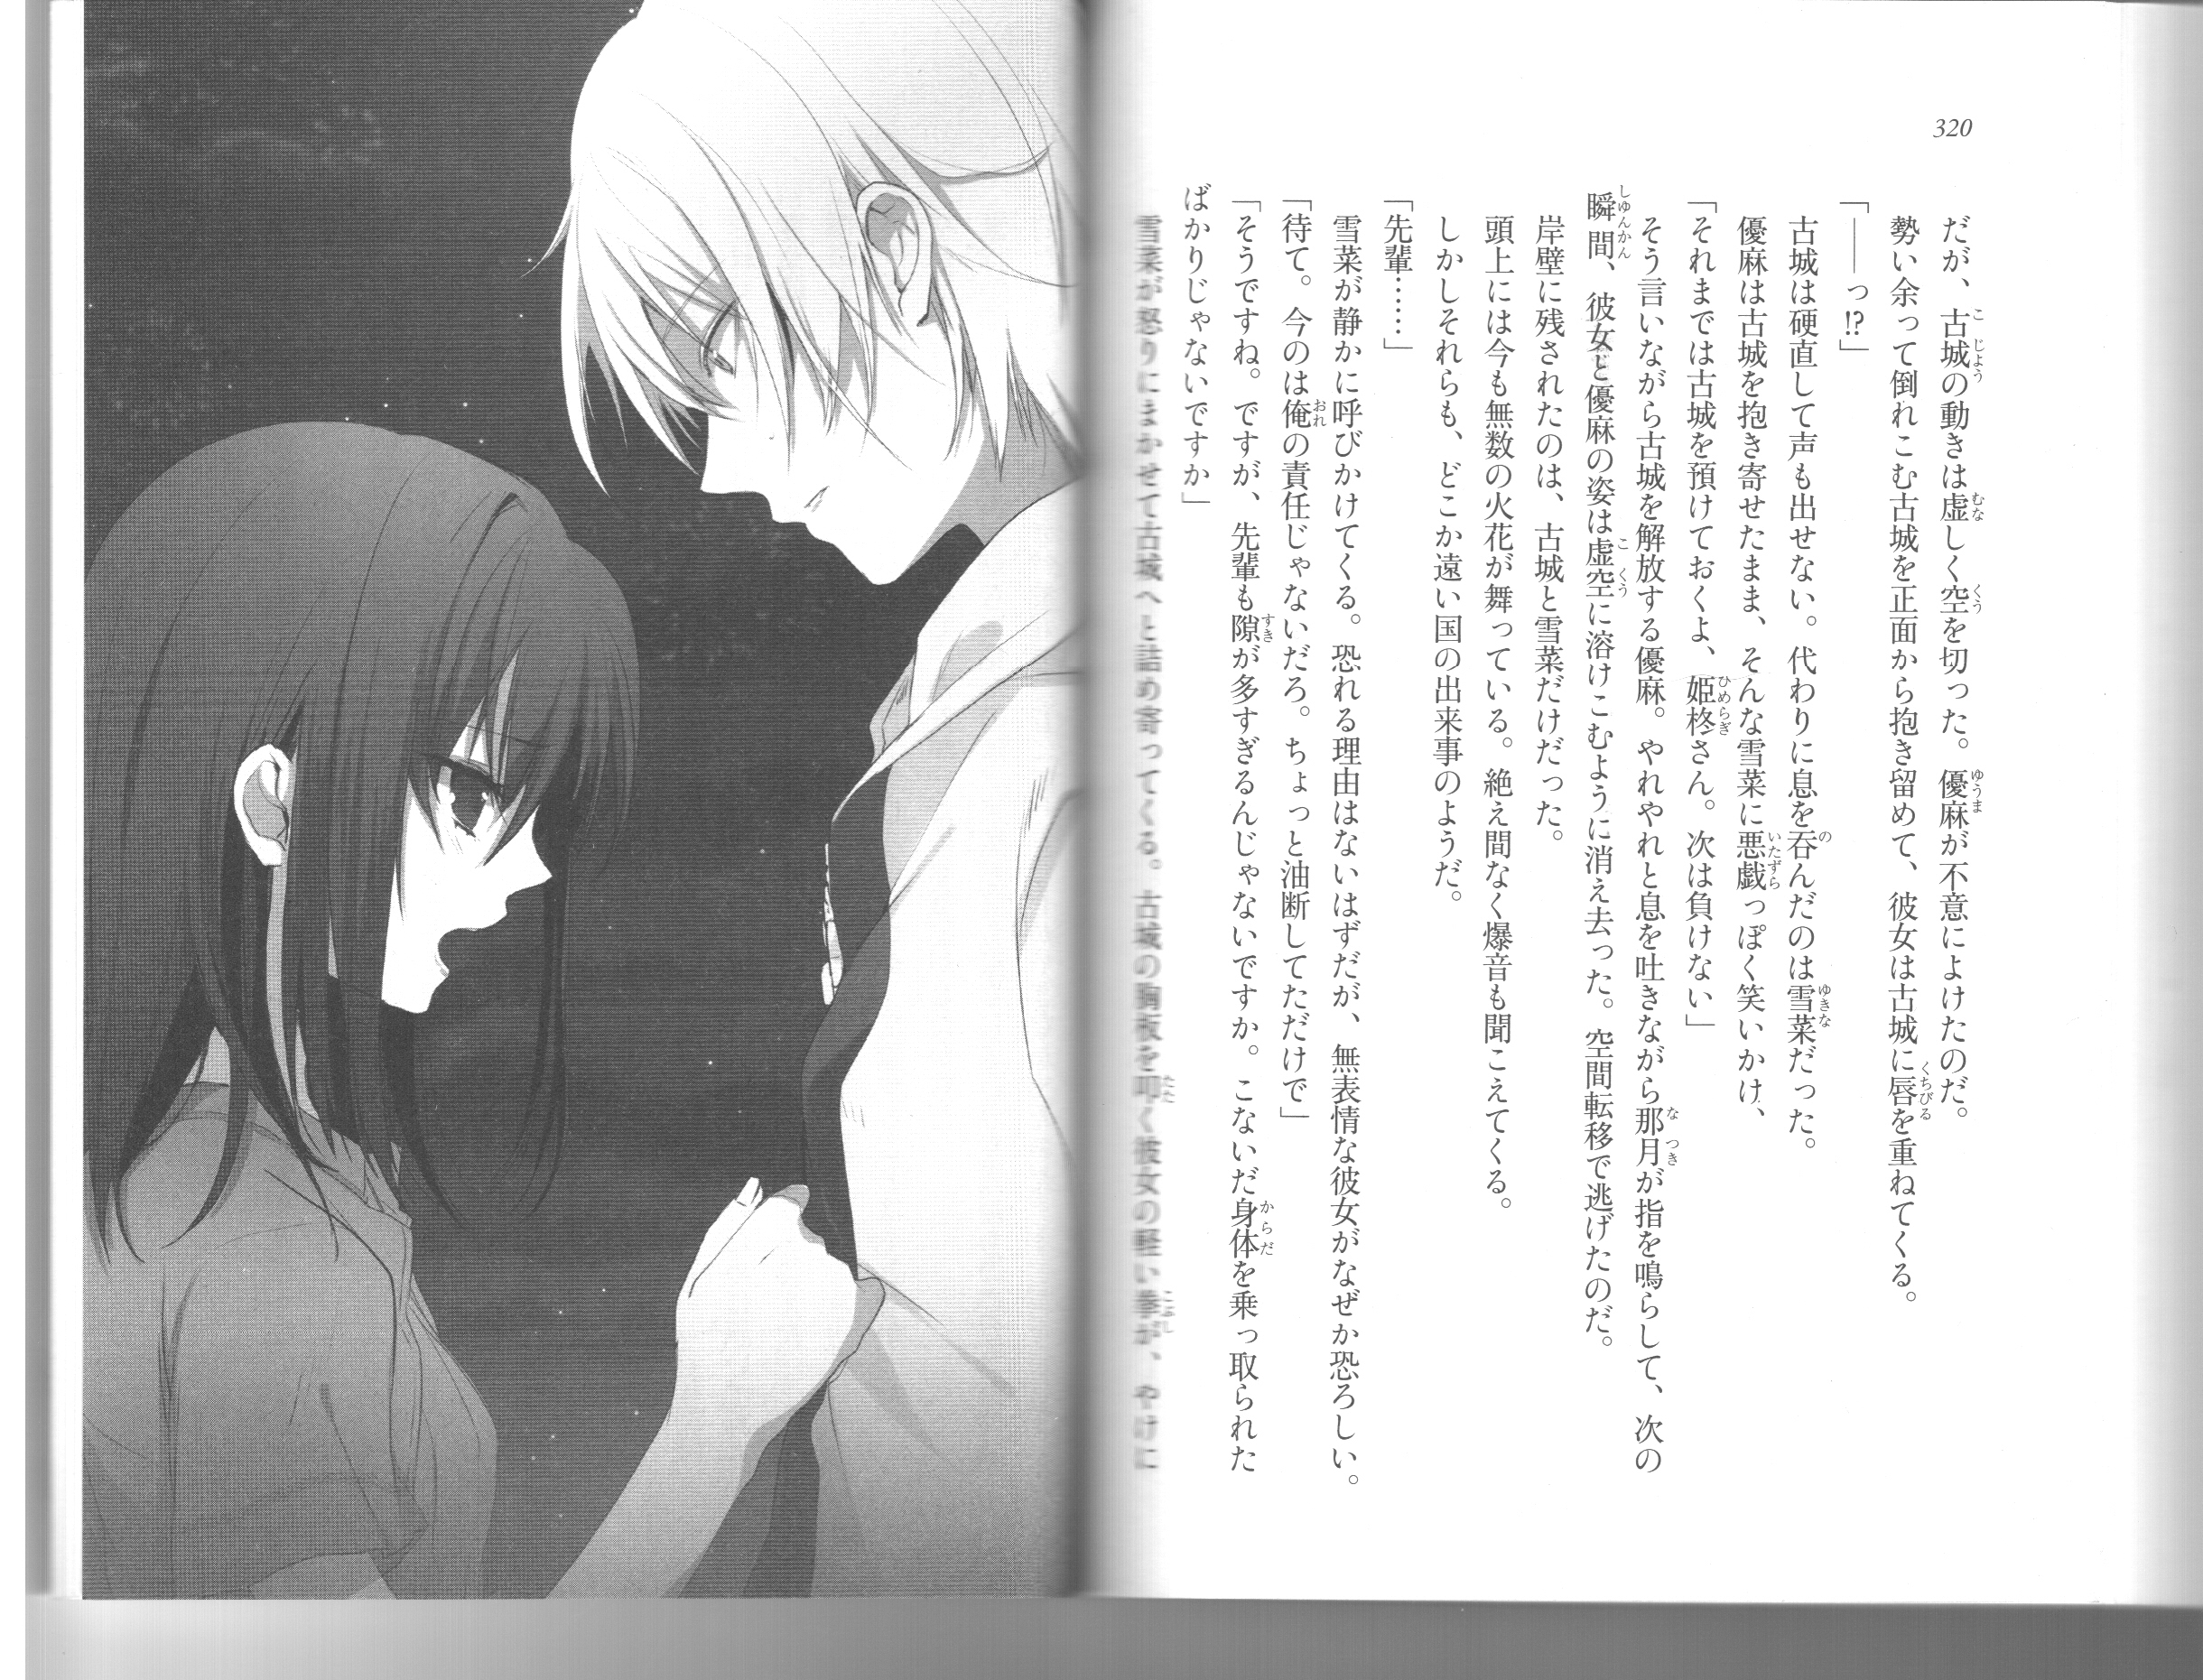 320
だが、古城の動きは虚しく空を切った。優麻が不意によけたのだ。
勢い余って倒れこむ古城を正面から抱き留めて、彼女は古城に唇を重ねてくる。
「――っ!?」
古城は硬直して声も出せない。代わりに息を呑んだのは雪菜だった。
優麻は古城を抱き寄せたまま、そんな雪菜に悪戯っぽく笑いかけ、
「それまでは古城を預けておくよ、姫柊さん。次は負けない」
そう言いながら古城を解放する優麻。やれやれと息を吐きながら那月が指を鳴らして、次の
瞬間、彼女と優麻の姿は虚空に溶けこむように消え去った。空間転移で逃げたのだ。
岸壁に残されたのは、古城と雪菜だけだった。
頭上には今も無数の火花が舞っている。絶え間なく爆音も聞こえてくる。
しかしそれらも、どこか遠い国の出来事のようだ。
「先輩……」
雪菜が静かに呼びかけてくる。恐れる理由はないはずだが、無表情な彼女がなぜか恐ろしい。
「待て。今のは俺の責任じゃないだろ。ちょっと油断してただけで」
「そうですね。ですが、先輩も隙が多すぎるんじゃないですか。こないだ身体を乗っ取られた
ばかりじゃないですか」
雪菜が怒りにまかせて古城へと詰め寄ってくる。古城の胸板を叩く彼女の軽い拳が、やけに